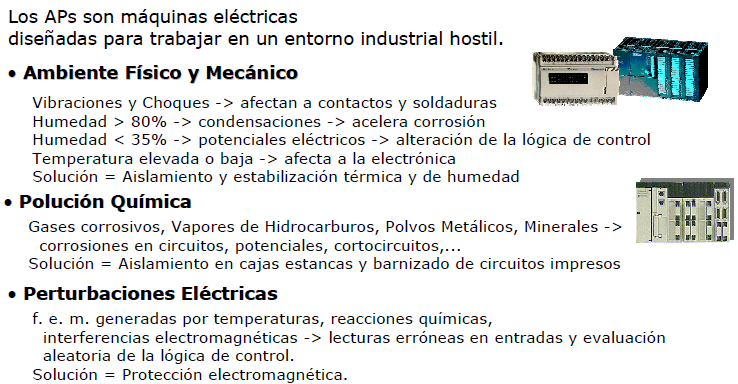 Los APs son máquinas eléctricas
diseñadas para trabajar en un entorno industrial hostil.
• Ambiente Físico y Mecánico
Vibraciones y Choques -> afectan a contactos y soldaduras
Humedad > 80% -> condensaciones -> acelera corrosión
Humedad < 35% -> potenciales eléctricos -> alteración de la lógica de control
Temperatura elevada o baja -> afecta a la electrónica
Solución = Aislamiento y estabilización térmica y de humedad
• Polución Química
Gases corrosivos, Vapores de Hidrocarburos, Polvos Metálicos, Minerales ->
corrosiones en circuitos, potenciales, cortocircuitos,...
Solución = Aislamiento en cajas estancas y barnizado de circuitos impresos
• Perturbaciones Eléctricas
f. e. m. generadas por temperaturas, reacciones químicas,
interferencias electromagnéticas -> lecturas erróneas en entradas y evaluación
aleatoria de la lógica de control.
Solución = Protección electromagnética.